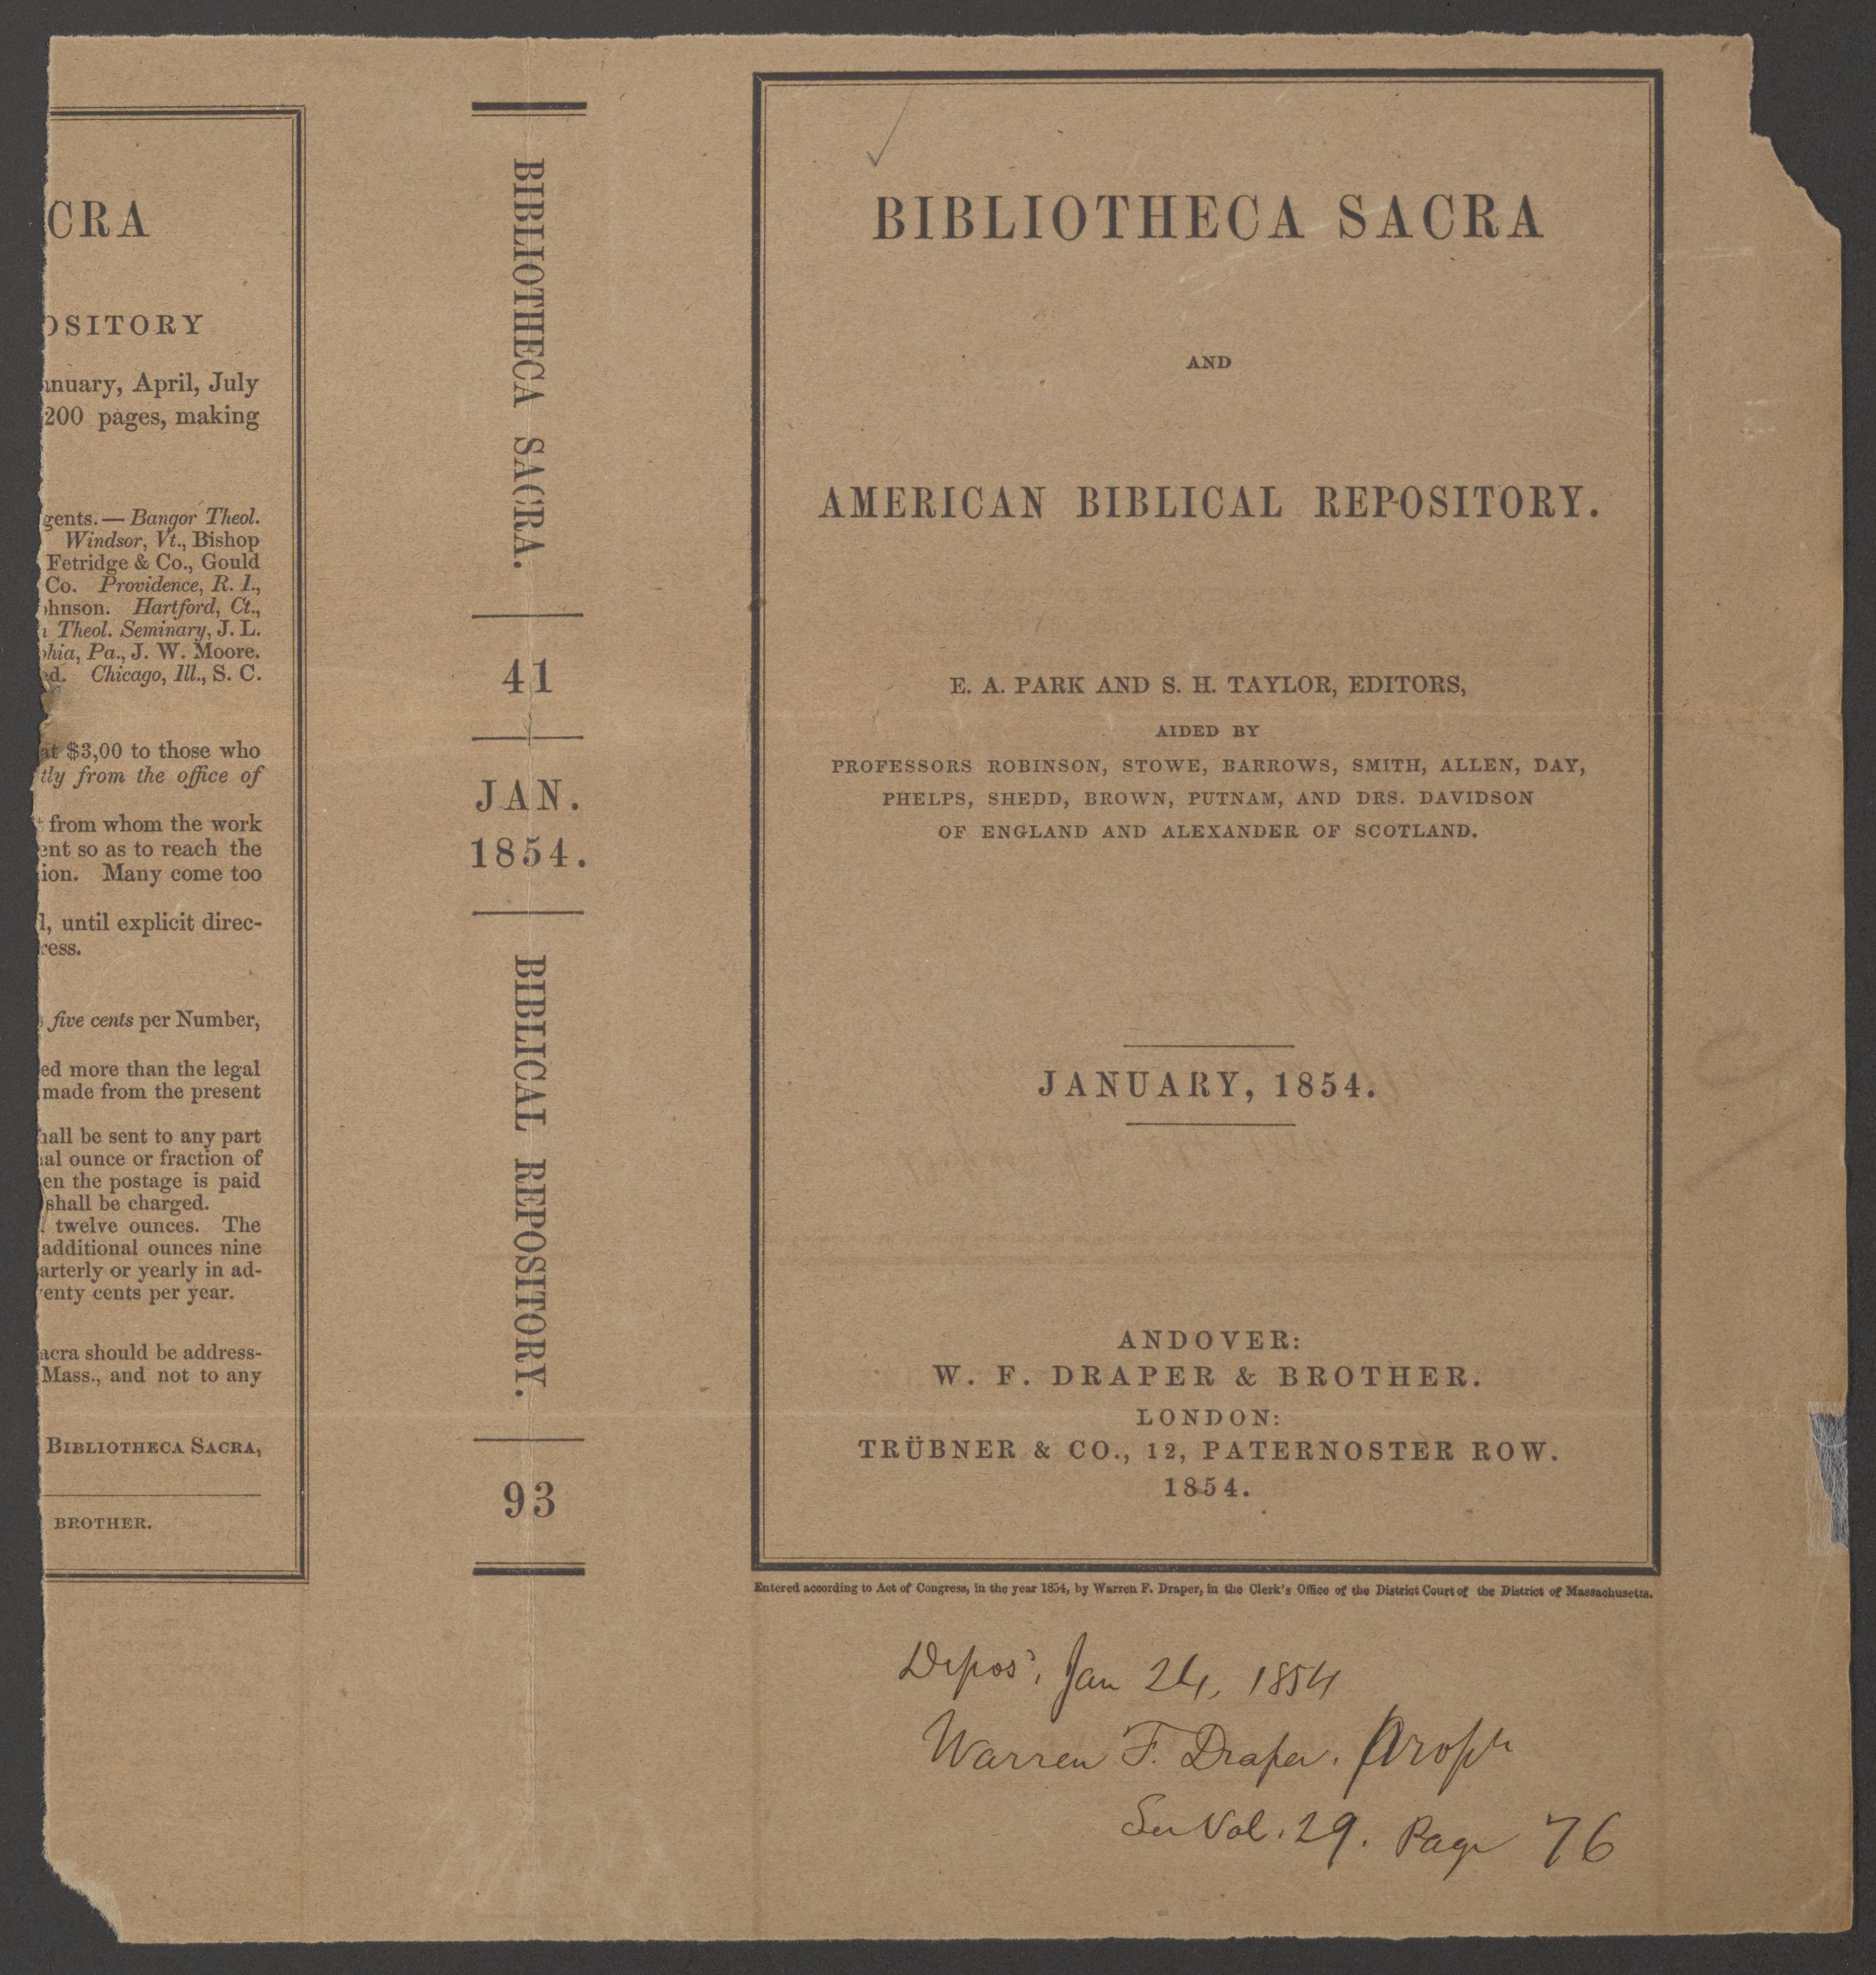 CRA
OSITORY
anuary, April, July
200 pages, making
gents. — Bangor Theol.
Windsor, Vt., Bishop
Fetridge & Co., Gould
Co. Providence, R. I.,
ohnson. Hartford, Ct.,
n Theol. Seminary, J. L.
phia, Pa., J. W. Moore.
d. Chicago, Ill., S. C.
at $3,00 to those who
tly from the office of
from whom the work
ent so as to reach the
ion. Many come too
l, until explicit direc-
ress.
five cents per Number,
ed more than the legal
made from the present
hall be sent to any part
al ounce or fraction of
en the postage is paid
shall be charged.
twelve ounces. The
additional ounces nine
arterly or yearly in ad-
enty cents per year.
acra should be address-
Mass., and not to any
BIBLIOTHECA SACRA,
BROTHER.
BIBLIOTHECA SACRA.
41
JAN.
1854.
BIBLICAL REPOSITORY.
93
BIBLIOTHECA SACRA
AND
AMERICAN BIBLICAL REPOSITORY.
E. A. PARK AND S. H. TAYLOR, EDITORS,
AIDED BY
PROFESSORS ROBINSON, STOWE, BARROWS, SMITH, ALLEN, DAY,
PHELPS, SHEDD, BROWN, PUTNAM, AND DRS. DAVIDSON
OF ENGLAND AND ALEXANDER OF SCOTLAND.
JANUARY, 1854.
ANDOVER:
W. F. DRAPER & BROTHER.
LONDON:
TRÜBNER & CO., 12, PATERNOSTER ROW.
1854.
Entered according to Act of Congress, in the year 1854, by Warren F. Draper, in the Clerk's Office of the District Court of the District of Massachusetts.
Depos', Jan 24, 1854
Warren F. Draper. Propr
See Vol. 29. Page 76